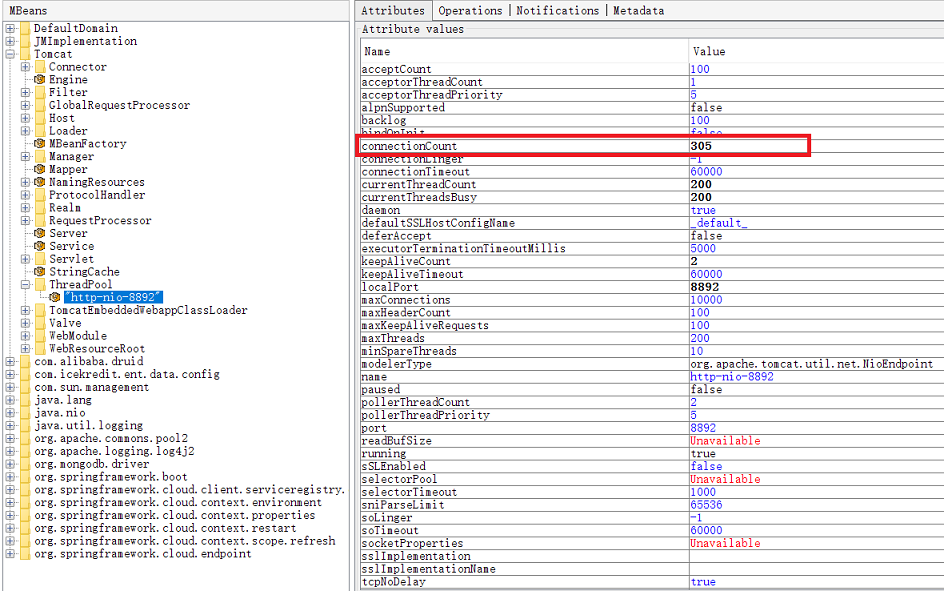 MBeans
DefaultDomain
JMImplementation
Tomcat
Connector
Engine
Filter
GlobalRequestProcessor
Host
Loader
MBeanFactory
Manager
Mapper
NamingResources
ProtocolHandler
Realm
RequestProcessor
Server
Service
Servlet
StringCache
ThreadPool
"http-nio-8892"
TomcatEmbeddedWebappClassLoader
Valve
WebModule
WebResourceRoot
com.alibaba.druid
com.icekredit.ent.data.config
com.sun.management
java.lang
java.nio
java.util.logging
org.apache.commons.pool2
org.apache.logging.log4j2
org.mongodb.driver
org.springframework.boot
org.springframework.cloud.client.serviceregistry.
org.springframework.cloud.context.environment
org.springframework.cloud.context.properties
org.springframework.cloud.context.restart
org.springframework.cloud.context.scope.refresh
org.springframework.cloud.endpoint
Attributes Operations Notifications Metadata
Attribute values
Name Value
acceptCount 100
acceptorThreadCount 1
acceptorThreadPriority 5
alpnSupported false
backlog 100
bindOnInit false
connectionCount 305
connectionLinger -1
connectionTimeout 60000
currentThreadCount 200
currentThreadsBusy 200
daemon true
defaultSSLHostConfigName _default_
deferAccept false
executorTerminationTimeoutMillis 5000
keepAliveCount 2
keepAliveTimeout 60000
localPort 8892
maxConnections 10000
maxHeaderCount 100
maxKeepAliveRequests 100
maxThreads 200
minSpareThreads 10
modelerType org.apache.tomcat.util.net.NioEndpoint
name http-nio-8892
paused false
pollerThreadCount 2
pollerThreadPriority 5
port 8892
readBufSize Unavailable
running true
sSLEnabled false
selectorPool Unavailable
selectorTimeout 1000
sniParseLimit 65536
soLinger -1
soTimeout 60000
socketProperties Unavailable
sslImplementation
sslImplementationName
tcpNoDelay true